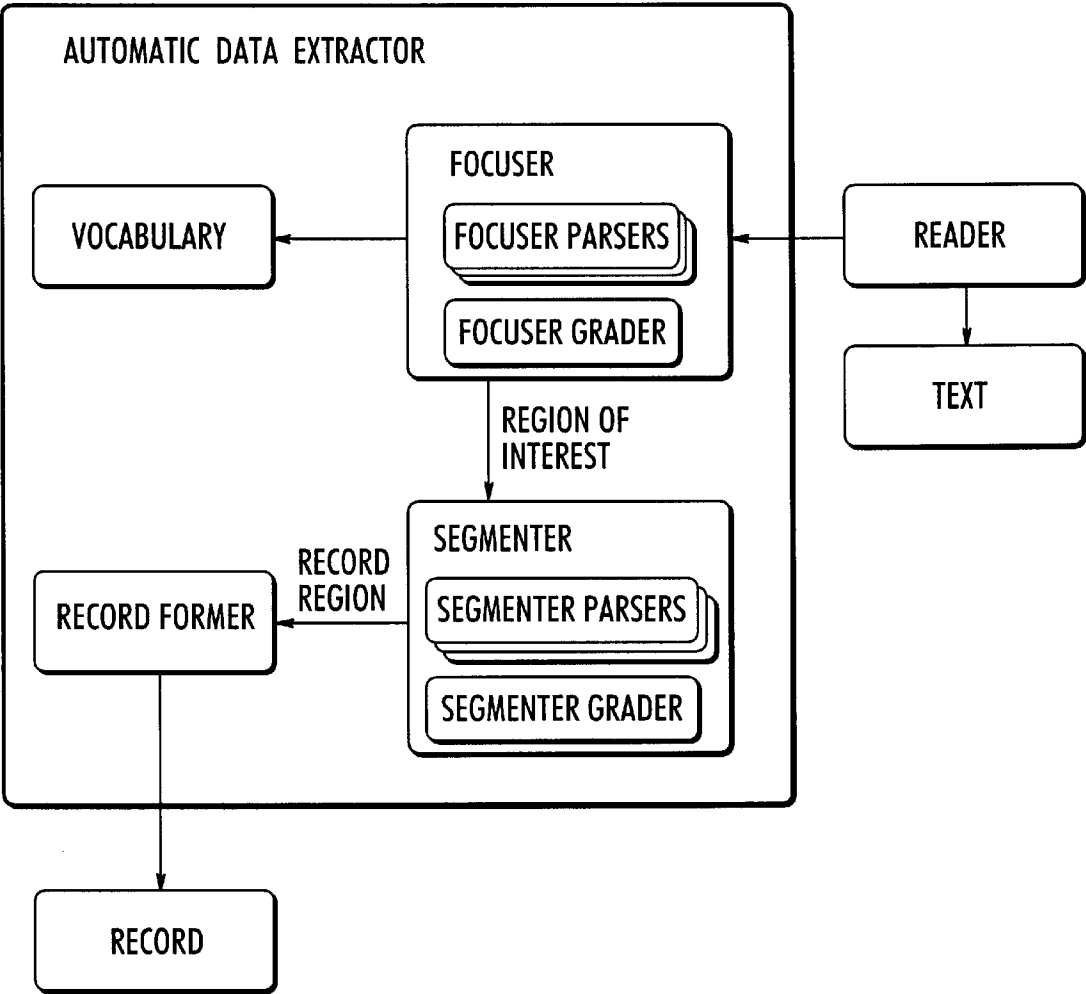 AUTOMATIC DATA EXTRACTOR
FOCUSER
FOCUSER PARSERS
FOCUSER GRADER
VOCABULARY
READER
TEXT
REGION OF
INTEREST
SEGMENTER
SEGMENTER PARSERS
SEGMENTER GRADER
RECORD
REGION
RECORD FORMER
RECORD